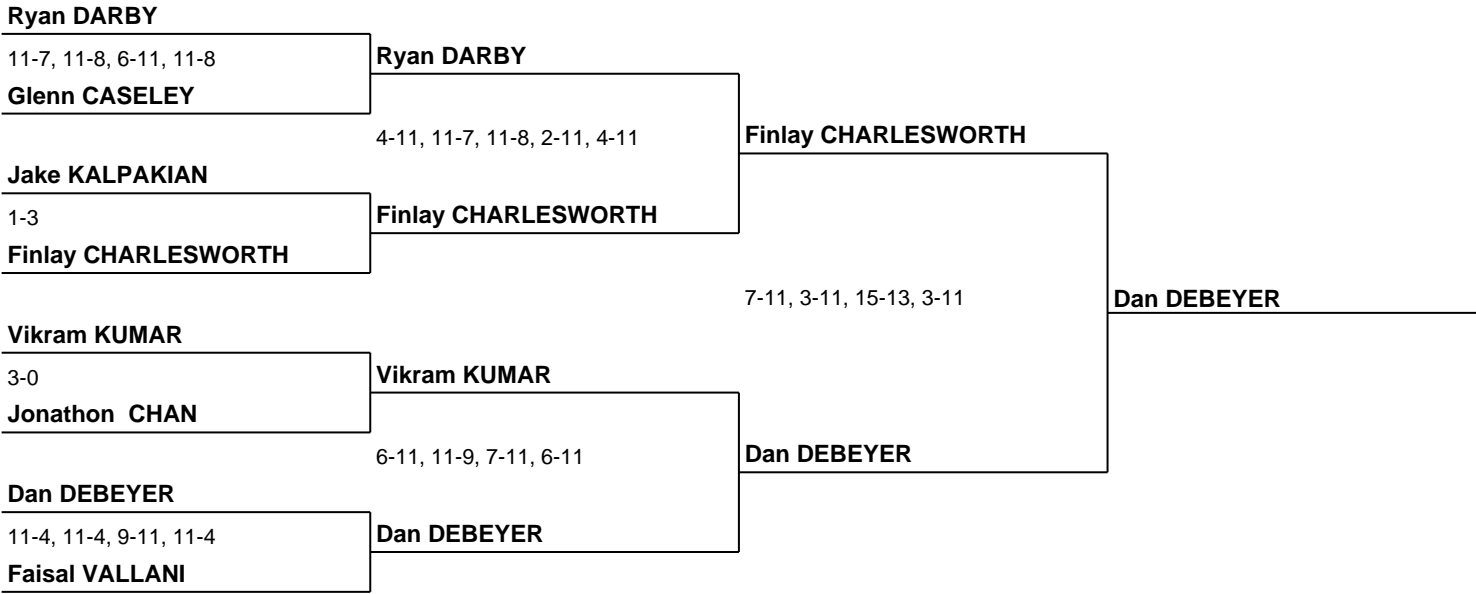 Ryan DARBY
11-7, 11-8, 6-11, 11-8
Glenn CASELEY
Ryan DARBY
4-11, 11-7, 11-8, 2-11, 4-11
Finlay CHARLESWORTH
Jake KALPAKIAN
1-3
Finlay CHARLESWORTH
Finlay CHARLESWORTH
7-11, 3-11, 15-13, 3-11
Dan DEBEYER
Vikram KUMAR
3-0
Jonathon CHAN
Vikram KUMAR
6-11, 11-9, 7-11, 6-11
Dan DEBEYER
Dan DEBEYER
11-4, 11-4, 9-11, 11-4
Faisal VALLANI
Dan DEBEYER